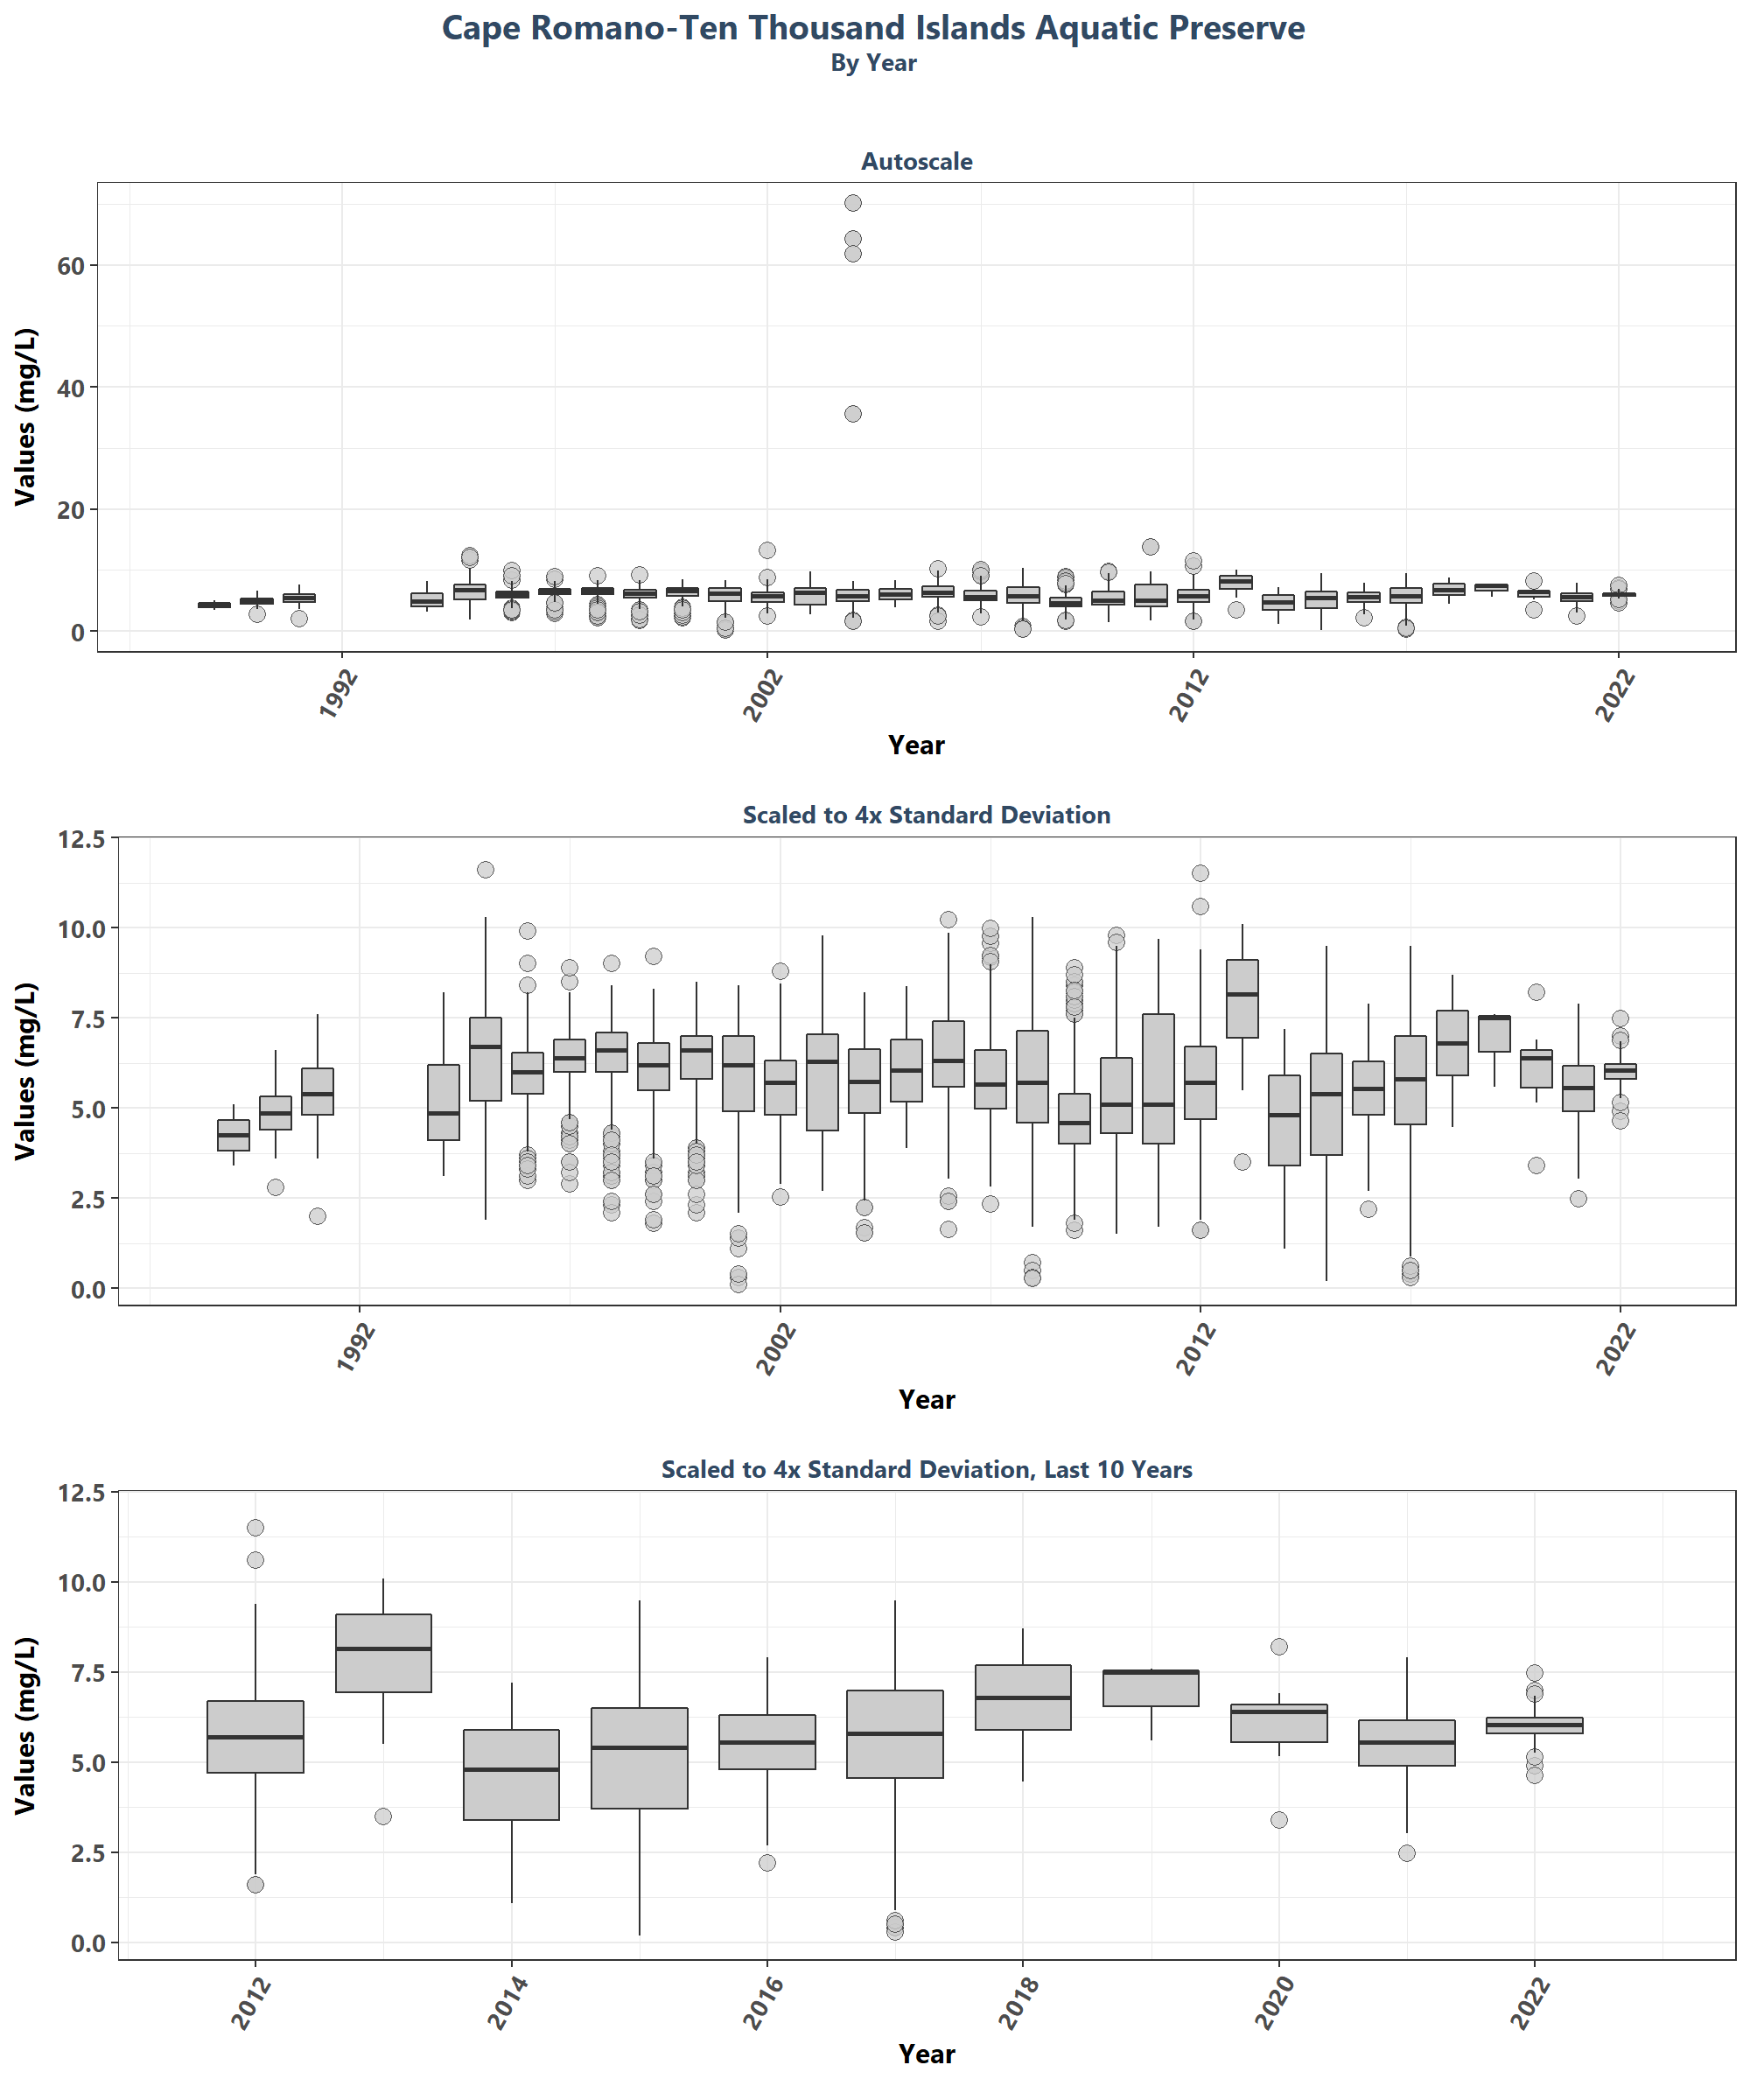 Cape Romano-Ten Thousand Islands Aquatic Preserve
By Year
Autoscale
Values (mg/L)
60
40
20
0
1992
2002
2012
2022
Year
Scaled to 4x Standard Deviation
Values (mg/L)
12.5
10.0
7.5
5.0
2.5
0.0
1992
2002
2012
2022
Year
Scaled to 4x Standard Deviation, Last 10 Years
Values (mg/L)
12.5
10.0
7.5
5.0
2.5
0.0
2012
2014
2016
2018
2020
2022
Year